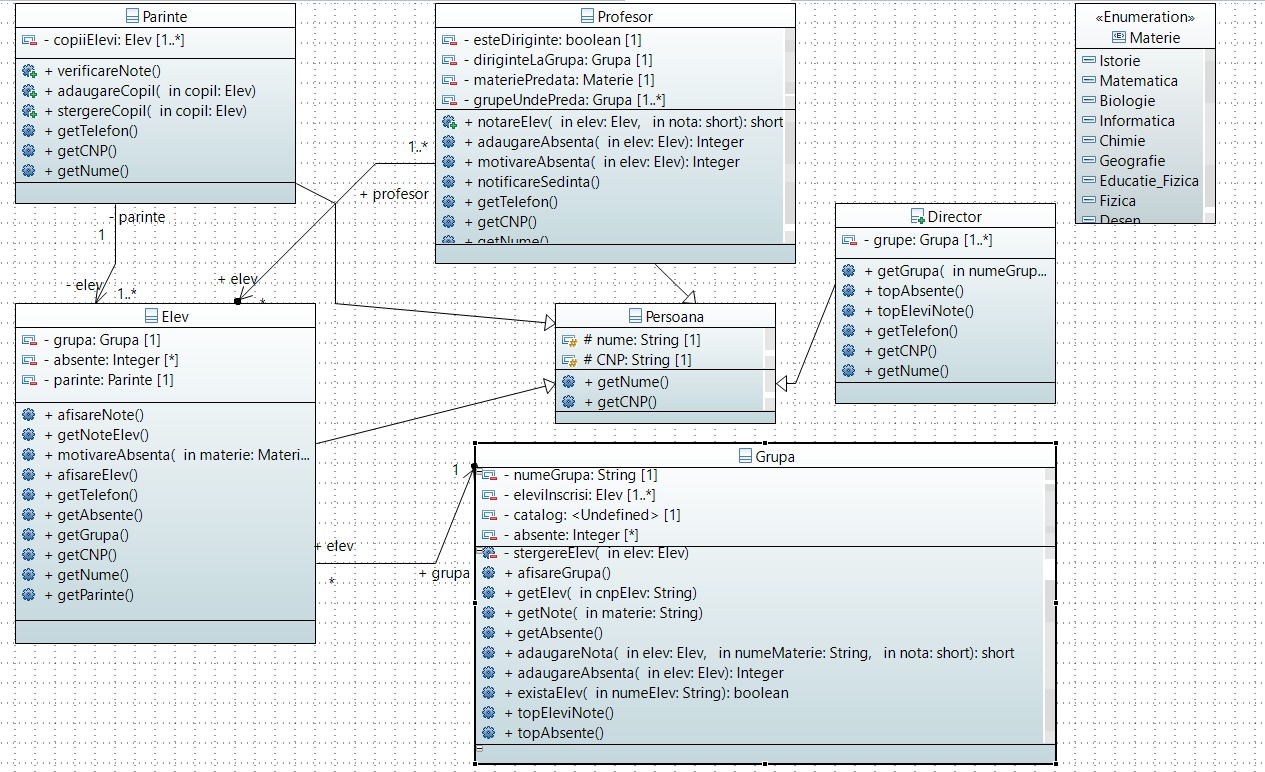 Parinte
- copiiElevi: Elev [1..*]
+ verificareNote()
+ adaugareCopil( in copil: Elev)
+ stergereCopil( in copil: Elev)
+ getTelefon()
+ getCNP()
+ getNume()
Profesor
- esteDiriginte: boolean [1]
- diriginteLaGrupa: Grupa [1]
- materiePredata: Materie [1]
- grupeUndePreda: Grupa [1..*]
+ notareElev( in elev: Elev, in nota: short): short
+ adaugareAbsenta( in elev: Elev): Integer
+ motivareAbsenta( in elev: Elev): Integer
+ notificareSedinta()
+ getTelefon()
+ getCNP()
+ getNume()
«Enumeration»
Materie
Istorie
Matematica
Biologie
Informatica
Chimie
Geografie
Educatie_Fizica
Fizica
Desen
1..*
+ profesor
- parinte
1
- elev
1..*
+ elev
*
Director
- grupe: Grupa [1..*]
+ getGrupa( in numeGrup...
+ topAbsente()
+ topEleviNote()
+ getTelefon()
+ getCNP()
+ getNume()
Elev
- grupa: Grupa [1]
- absente: Integer [*]
- parinte: Parinte [1]
+ afisareNote()
+ getNoteElev()
+ motivareAbsenta( in materie: Materi...
+ afisareElev()
+ getTelefon()
+ getAbsente()
+ getGrupa()
+ getCNP()
+ getNume()
+ getParinte()
Persoana
# nume: String [1]
# CNP: String [1]
+ getNume()
+ getCNP()
1
+ elev
*
+ grupa
Grupa
- numeGrupa: String [1]
- eleviInscrisi: Elev [1..*]
- catalog: <Undefined> [1]
- absente: Integer [*]
- stergereElev( in elev: Elev)
+ afisareGrupa()
+ getElev( in cnpElev: String)
+ getNote( in materie: String)
+ getAbsente()
+ adaugareNota( in elev: Elev, in numeMaterie: String, in nota: short): short
+ adaugareAbsenta( in elev: Elev): Integer
+ existaElev( in numeElev: String): boolean
+ topEleviNote()
+ topAbsente()